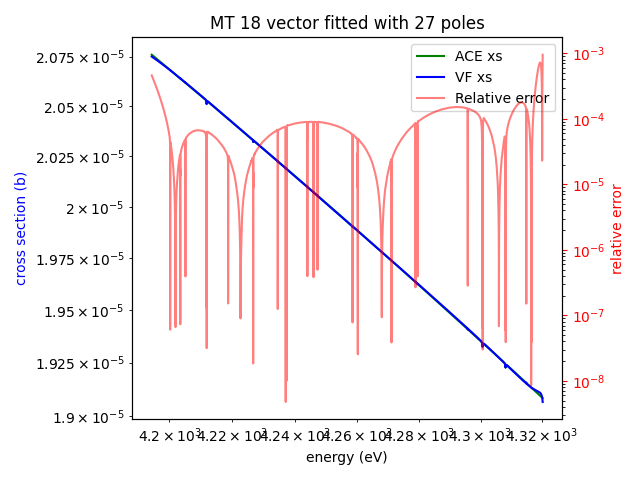 MT 18 vector fitted with 27 poles
ACE xs
VF xs
Relative error
2.075 × 10⁻⁵
2.05 × 10⁻⁵
2.025 × 10⁻⁵
2 × 10⁻⁵
1.975 × 10⁻⁵
1.95 × 10⁻⁵
1.925 × 10⁻⁵
1.9 × 10⁻⁵
cross section (b)
10⁻³
10⁻⁴
10⁻⁵
10⁻⁶
10⁻⁷
10⁻⁸
relative error
4.2 × 10³ 4.22 × 10³ 4.24 × 10³ 4.26 × 10³ 4.28 × 10³ 4.3 × 10³ 4.32 × 10³
energy (eV)